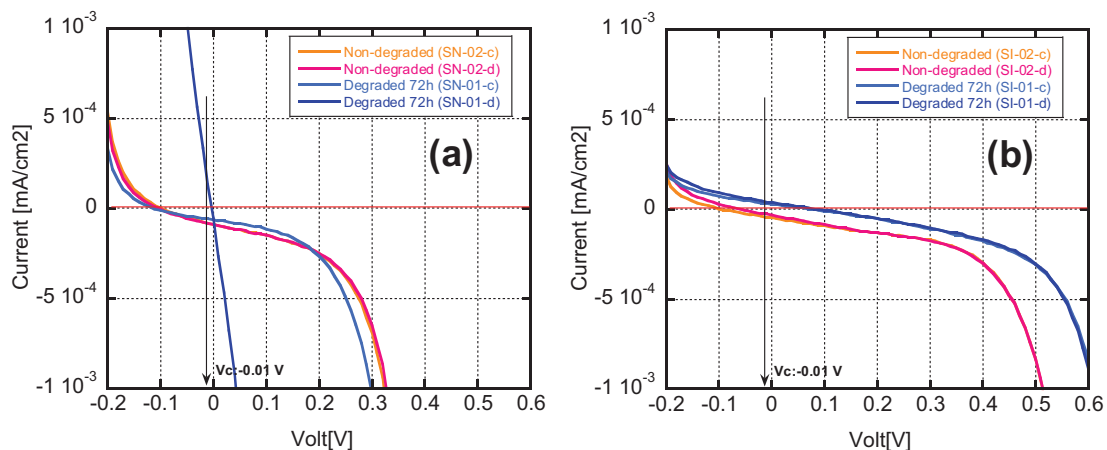 1 10-3
5 10-4
0
-5 10-4
-1 10-3
Current [mA/cm2]
Non-degraded (SN-02-c)
Non-degraded (SN-02-d)
Degraded 72h (SN-01-c)
Degraded 72h (SN-01-d)
(a)
Vc:-0.01 V
-0.2 -0.1 0 0.1 0.2 0.3 0.4 0.5 0.6
Volt[V]
1 10-3
5 10-4
0
-5 10-4
-1 10-3
Current [mA/cm2]
Non-degraded (SI-02-c)
Non-degraded (SI-02-d)
Degraded 72h (SI-01-c)
Degraded 72h (SI-01-d)
(b)
Vc:-0.01 V
-0.2 -0.1 0 0.1 0.2 0.3 0.4 0.5 0.6
Volt[V]